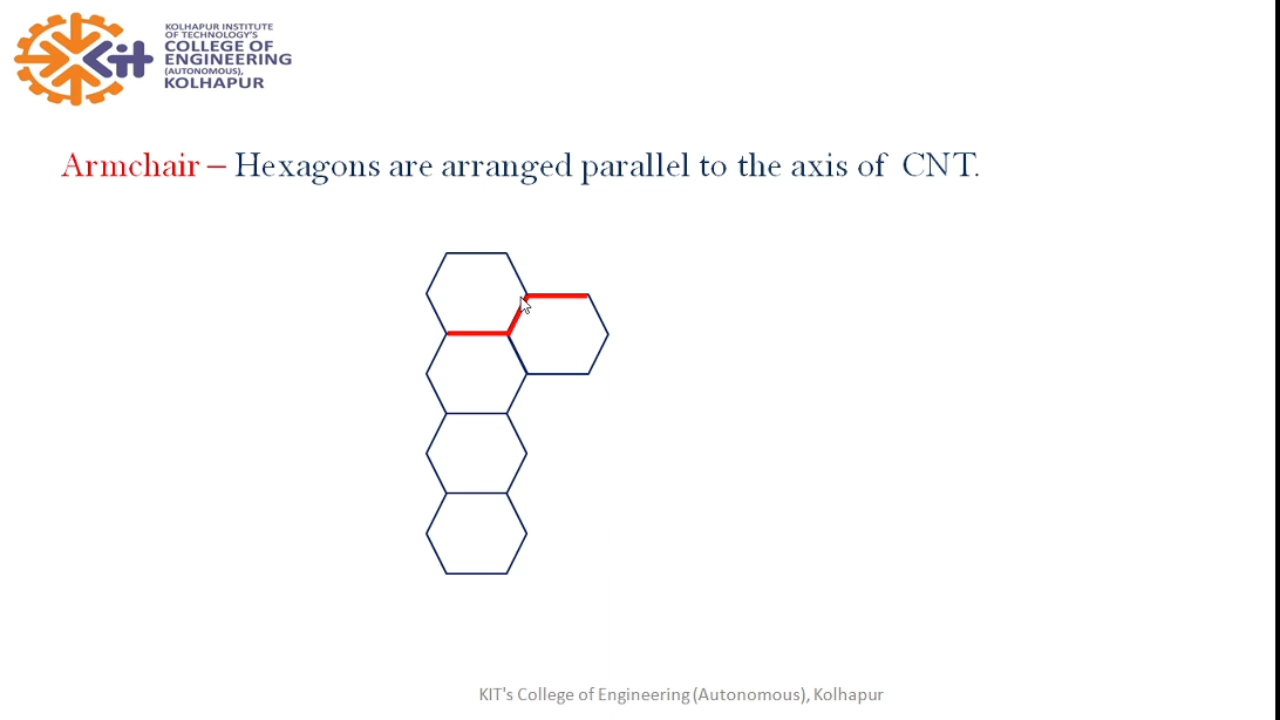 KOLHAPUR INSTITUTE
OF TECHNOLOGY'S
COLLEGE OF
ENGINEERING
(AUTONOMOUS),
KOLHAPUR
Kit
Armchair – Hexagons are arranged parallel to the axis of CNT.
KIT's College of Engineering (Autonomous), Kolhapur